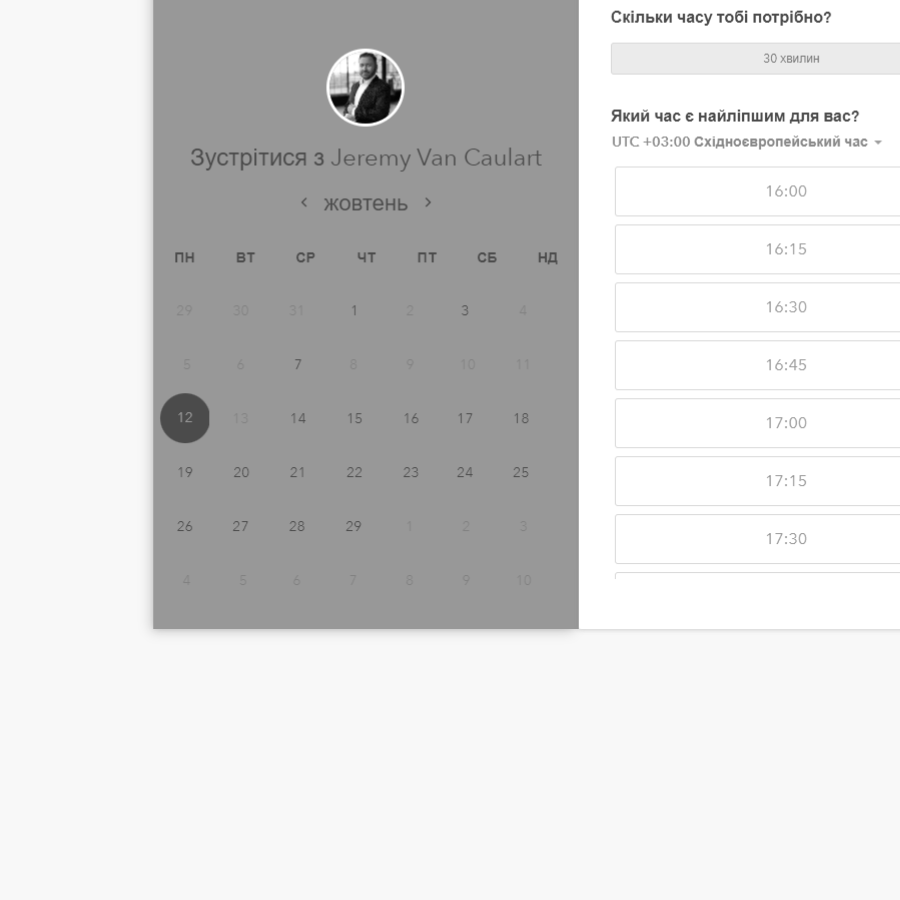 Зустрітися з Jeremy Van Caulart
жовтень
ПН ВТ СР ЧТ ПТ СБ НД
29 30 31 1 2 3 4
5 6 7 8 9 10 11
12 13 14 15 16 17 18
19 20 21 22 23 24 25
26 27 28 29 1 2 3
4 5 6 7 8 9 10
Скільки часу тобі потрібно?
30 хвилин
Який час є найліпшим для вас?
UTC +03:00 Східноєвропейський час
16:00
16:15
16:30
16:45
17:00
17:15
17:30